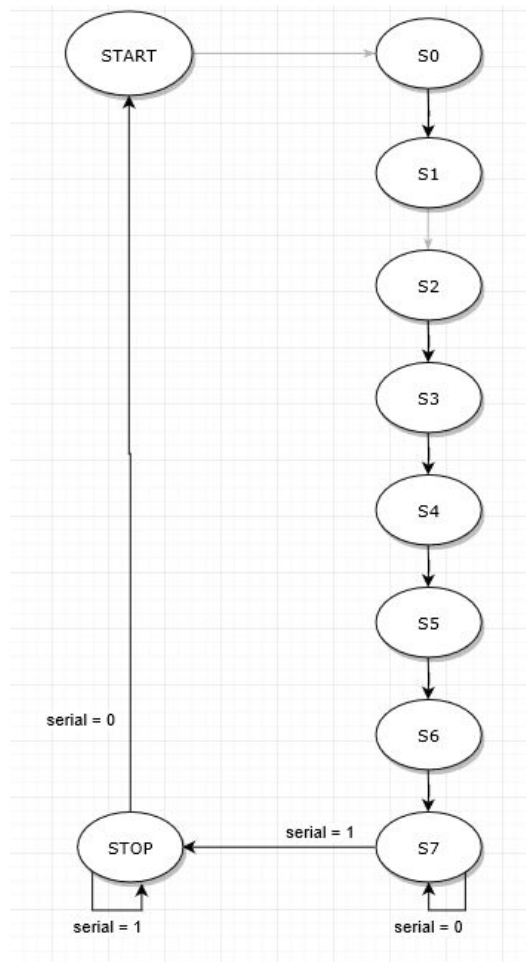 START
S0
S1
S2
S3
S4
S5
S6
serial = 0
serial = 1
STOP
S7
serial = 1
serial = 0